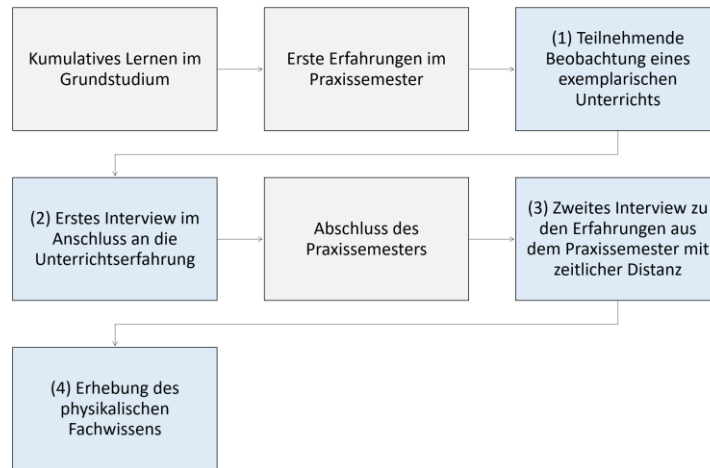 Kumulatives Lernen im
Grundstudium
Erste Erfahrungen im
Praxissemester
(1) Teilnehmende
Beobachtung eines
exemplarischen
Unterrichts
(2) Erstes Interview im
Anschluss an die
Unterrichtserfahrung
Abschluss des
Praxissemesters
(3) Zweites Interview zu
den Erfahrungen aus
dem Praxissemester mit
zeitlicher Distanz
(4) Erhebung des
physikalischen
Fachwissens